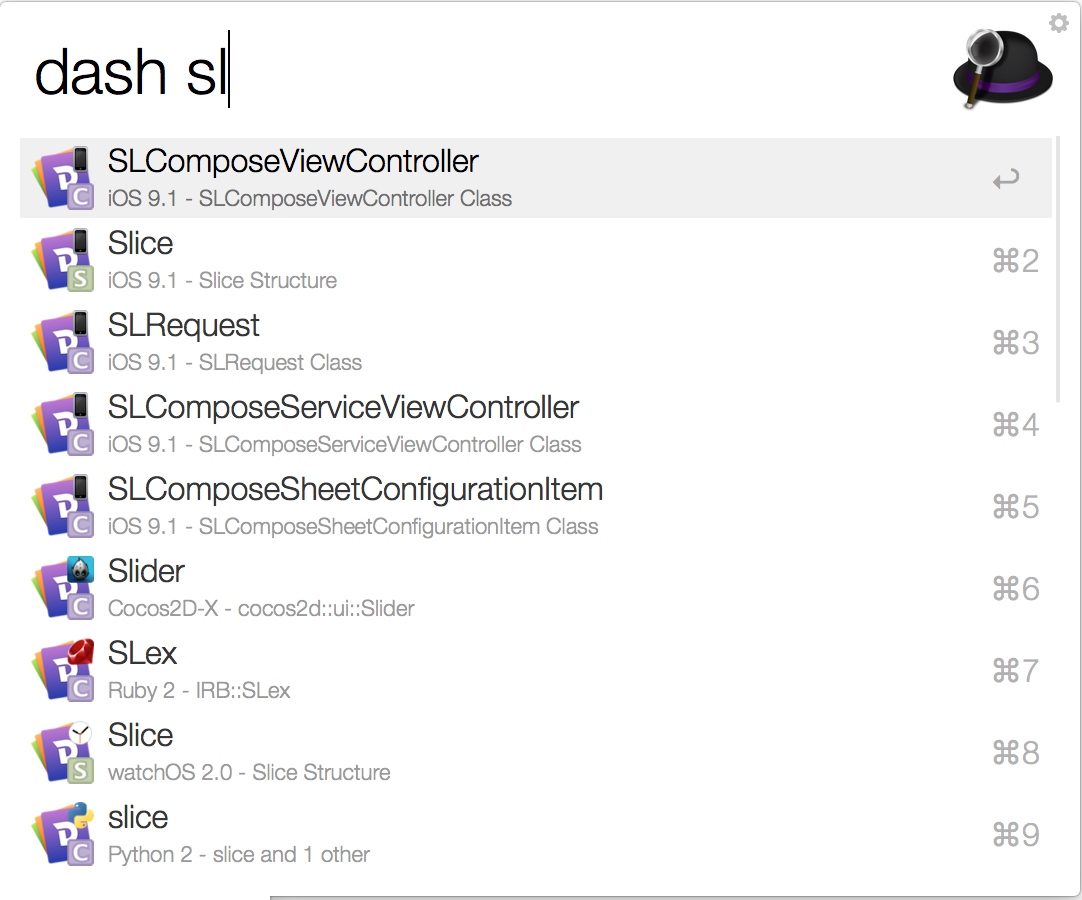 dash sl
SLComposeViewController
iOS 9.1 - SLComposeViewController Class
Slice
iOS 9.1 - Slice Structure
⌘2
SLRequest
iOS 9.1 - SLRequest Class
⌘3
SLComposeServiceViewController
iOS 9.1 - SLComposeServiceViewController Class
⌘4
SLComposeSheetConfigurationItem
iOS 9.1 - SLComposeSheetConfigurationItem Class
⌘5
Slider
Cocos2D-X - cocos2d::ui::Slider
⌘6
SLex
Ruby 2 - IRB::SLex
⌘7
Slice
watchOS 2.0 - Slice Structure
⌘8
slice
Python 2 - slice and 1 other
⌘9